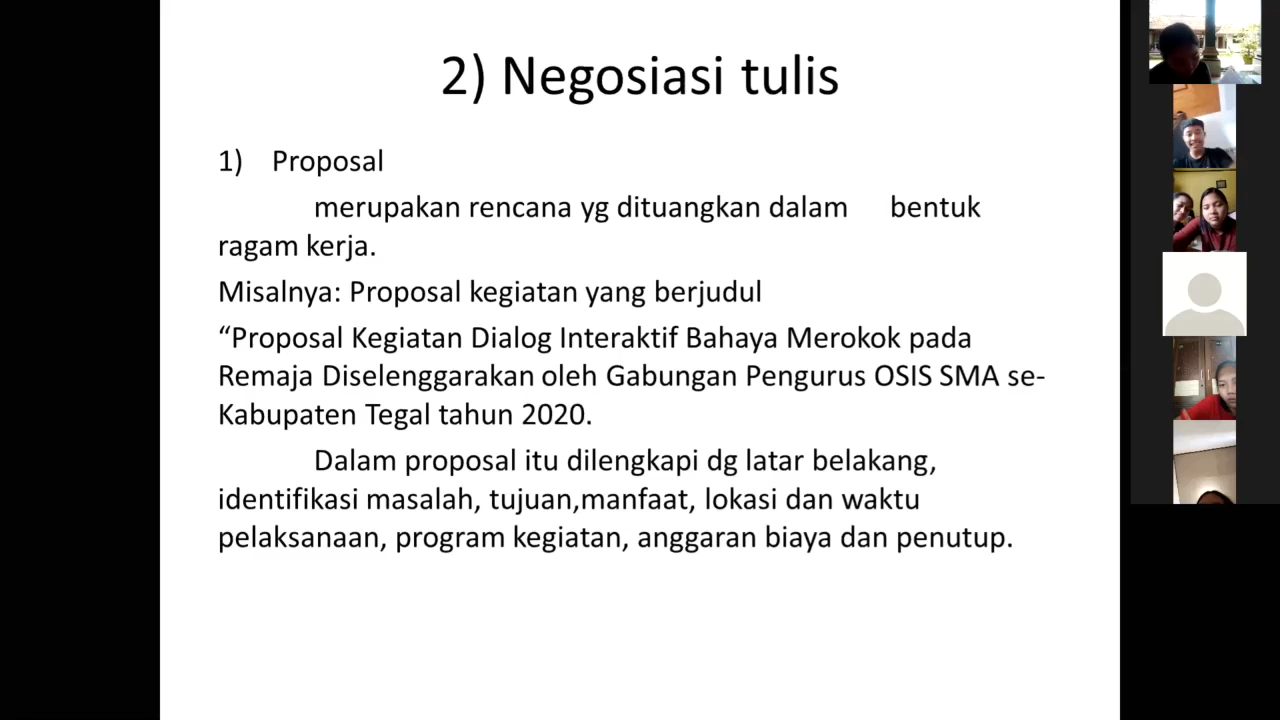 2) Negosiasi tulis
1) Proposal
merupakan rencana yg dituangkan dalam bentuk
ragam kerja.
Misalnya: Proposal kegiatan yang berjudul
“Proposal Kegiatan Dialog Interaktif Bahaya Merokok pada
Remaja Diselenggarakan oleh Gabungan Pengurus OSIS SMA se-
Kabupaten Tegal tahun 2020.
Dalam proposal itu dilengkapi dg latar belakang,
identifikasi masalah, tujuan,manfaat, lokasi dan waktu
pelaksanaan, program kegiatan, anggaran biaya dan penutup.